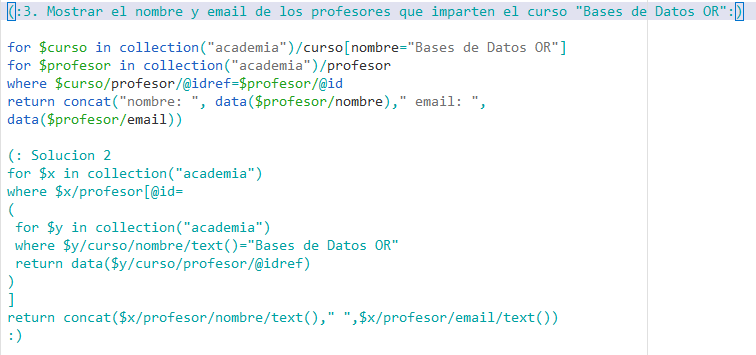 (:3. Mostrar el nombre y email de los profesores que imparten el curso "Bases de Datos OR":)
for $curso in collection("academia")/curso[nombre="Bases de Datos OR"]
for $profesor in collection("academia")/profesor
where $curso/profesor/@idref=$profesor/@id
return concat("nombre: ", data($profesor/nombre)," email: ",
data($profesor/email))
(: Solucion 2
for $x in collection("academia")
where $x/profesor[@id=
(
for $y in collection("academia")
where $y/curso/nombre/text()="Bases de Datos OR"
return data($y/curso/profesor/@idref)
)
]
return concat($x/profesor/nombre/text()," ",$x/profesor/email/text())
:)